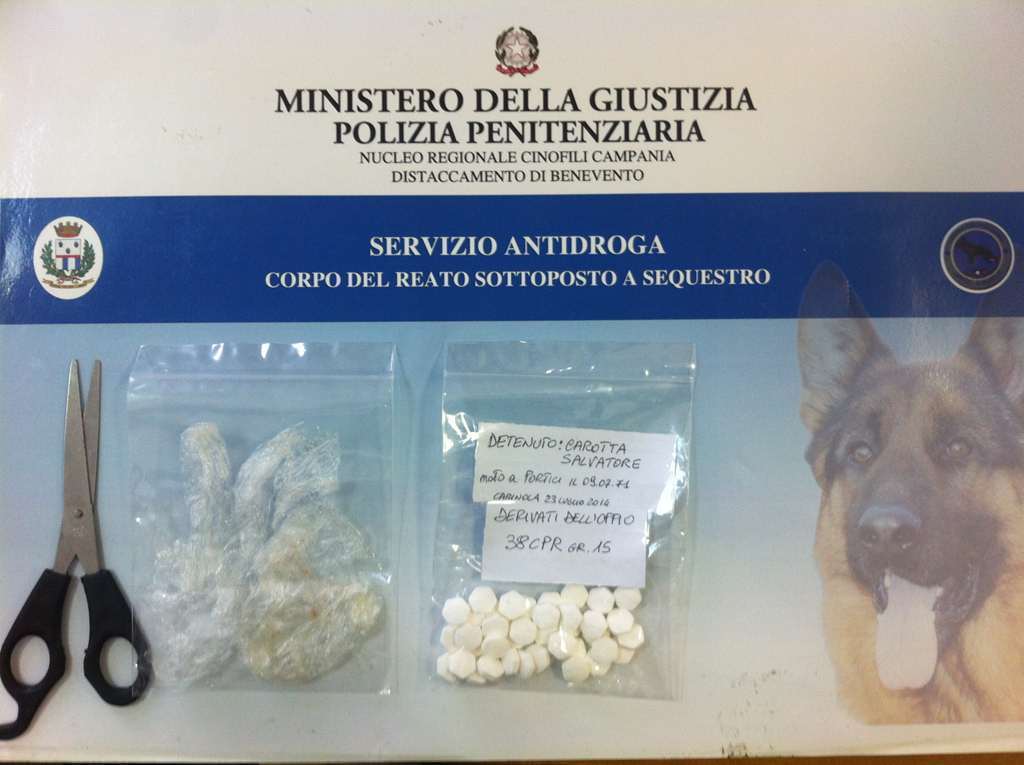 MINISTERO DELLA GIUSTIZIA
POLIZIA PENITENZIARIA
NUCLEO REGIONALE CINOFILI CAMPANIA
DISTACCAMENTO DI BENEVENTO
SERVIZIO ANTIDROGA
CORPO DEL REATO SOTTOPOSTO A SEQUESTRO
DETENUTO: CAROTTA
SALVATORE
NATO A PORTICI IL 09.07.71
CARINOLA 23 LUGLIO 2014
DERIVATI DELL'OPPIO
38 CPR GR. 15